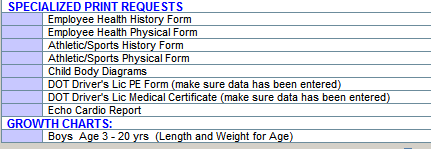 SPECIALIZED PRINT REQUESTS
Employee Health History Form
Employee Health Physical Form
Athletic/Sports History Form
Athletic/Sports Physical Form
Child Body Diagrams
DOT Driver's Lic PE Form (make sure data has been entered)
DOT Driver's Lic Medical Certificate (make sure data has been entered)
Echo Cardio Report
GROWTH CHARTS:
Boys  Age 3 - 20 yrs  (Length and Weight for Age)